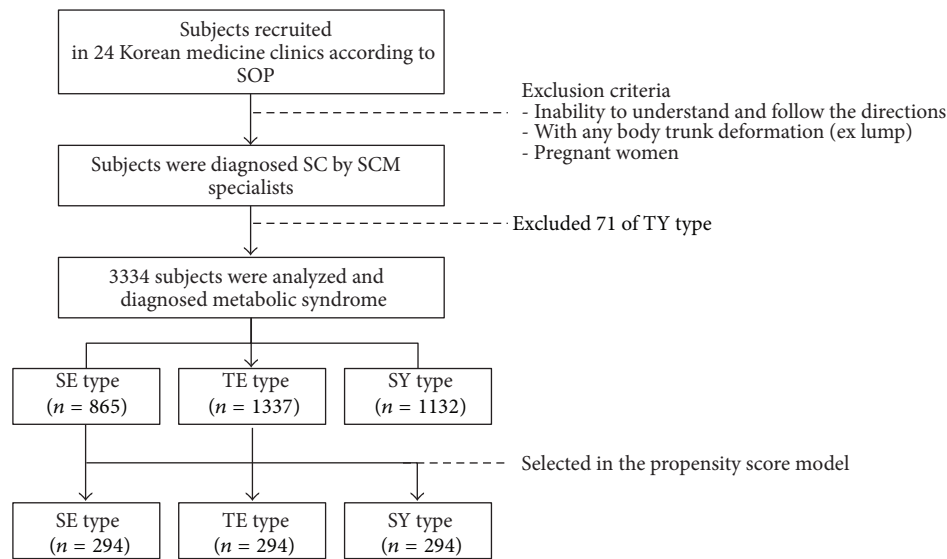 Subjects recruited
in 24 Korean medicine clinics according to
SOP
Exclusion criteria
- Inability to understand and follow the directions
- With any body trunk deformation (ex lump)
- Pregnant women
Subjects were diagnosed SC by SCM
specialists
Excluded 71 of TY type
3334 subjects were analyzed and
diagnosed metabolic syndrome
SE type
(n = 865)
TE type
(n = 1337)
SY type
(n = 1132)
Selected in the propensity score model
SE type
(n = 294)
TE type
(n = 294)
SY type
(n = 294)